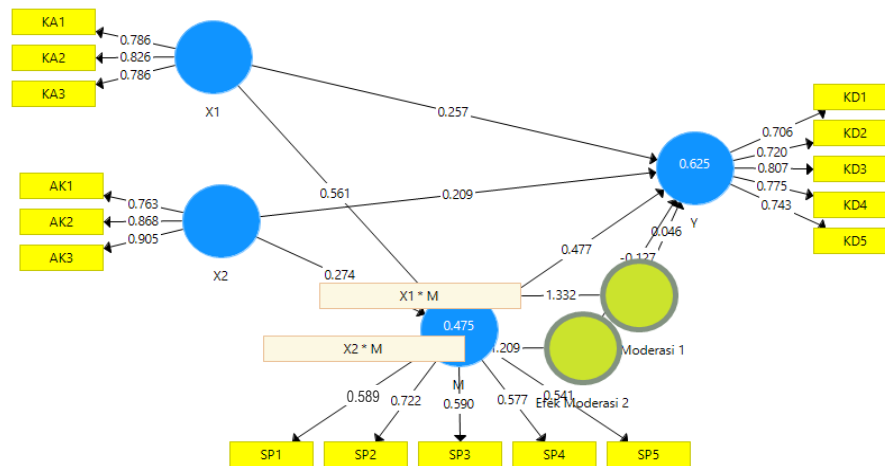 KA1
0.786
KA2
0.826
KA3
0.786
X1
0.257
KD1
0.706
KD2
0.720
0.625
0.807
KD3
0.775
KD4
0.743
KD5
Y
AK1
0.763
AK2
0.868
AK3
0.905
X2
0.561
0.209
0.274
0.477
0.046
-0.127
X1 * M
1.332
0.475
X2 * M
1.209
Moderasi 1
M
Efek Moderasi 2
0.589
0.722
0.590
0.577
0.541
SP1
SP2
SP3
SP4
SP5